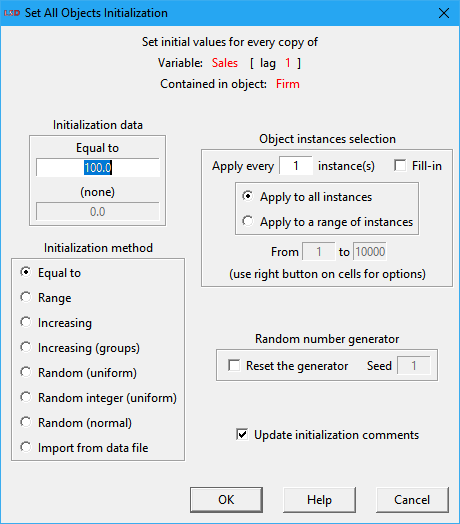 LMD Set All Objects Initialization
Set initial values for every copy of
Variable: Sales [ lag 1 ]
Contained in object: Firm
Initialization data
Equal to
100.0
(none)
0.0
Initialization method
Equal to
Range
Increasing
Increasing (groups)
Random (uniform)
Random integer (uniform)
Random (normal)
Import from data file
Object instances selection
Apply every 1 instance(s) Fill-in
Apply to all instances
Apply to a range of instances
From 1 to 10000
(use right button on cells for options)
Random number generator
Reset the generator Seed 1
Update initialization comments
OK Help Cancel